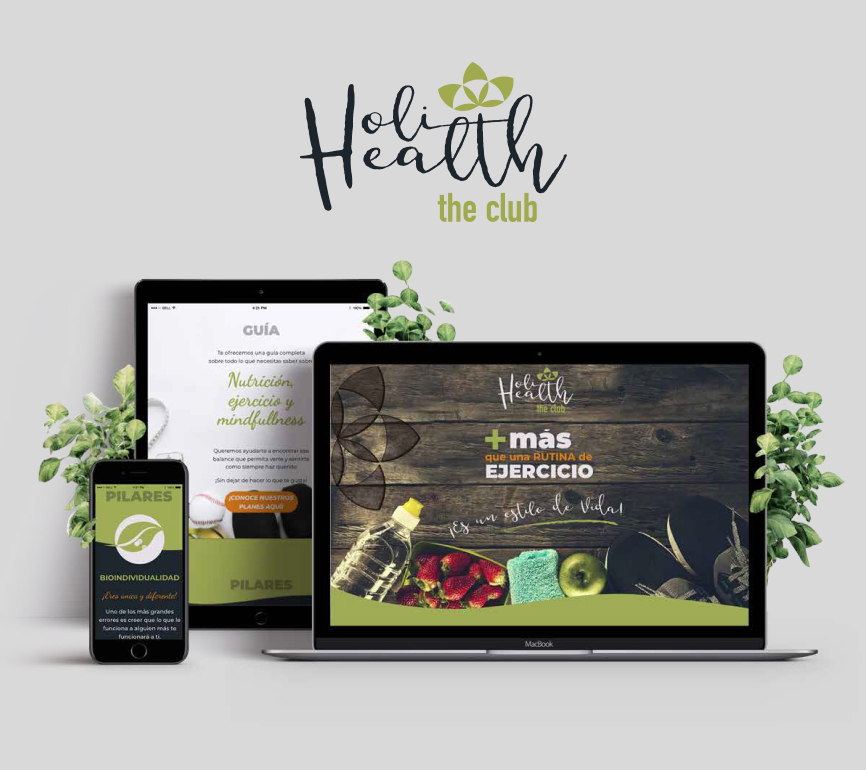 Holi
Health
the club
GUÍA
Te ofrecemos una guía completa
sobre todo lo que necesitas saber sobre
Nutrición,
ejercicio y
mindfullness
Queremos ayudarte a encontrar ese
balance que permita verte y sentirte
como siempre haz querido
¡Sin dejar de hacer lo que te gusta!
¡CONOCE NUESTROS
PLANES AQUÍ!
PILARES
PILARES
BIOINDIVIDUALIDAD
¡Eres único y diferente!
Uno de los más grandes
errores es creer que lo que le
funciona a alguien más te
funcionará a ti.
Holi
Health
the club
+más
que una RUTINA de
EJERCICIO
¡Es un estilo de Vida!
MacBook